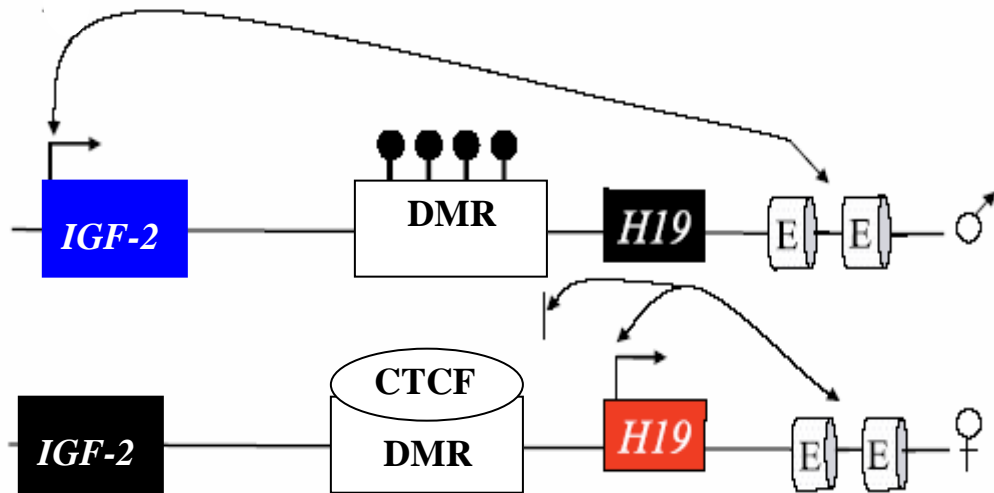 IGF-2 DMR H19 E E ♂
CTCF
IGF-2 DMR H19 E E ♀